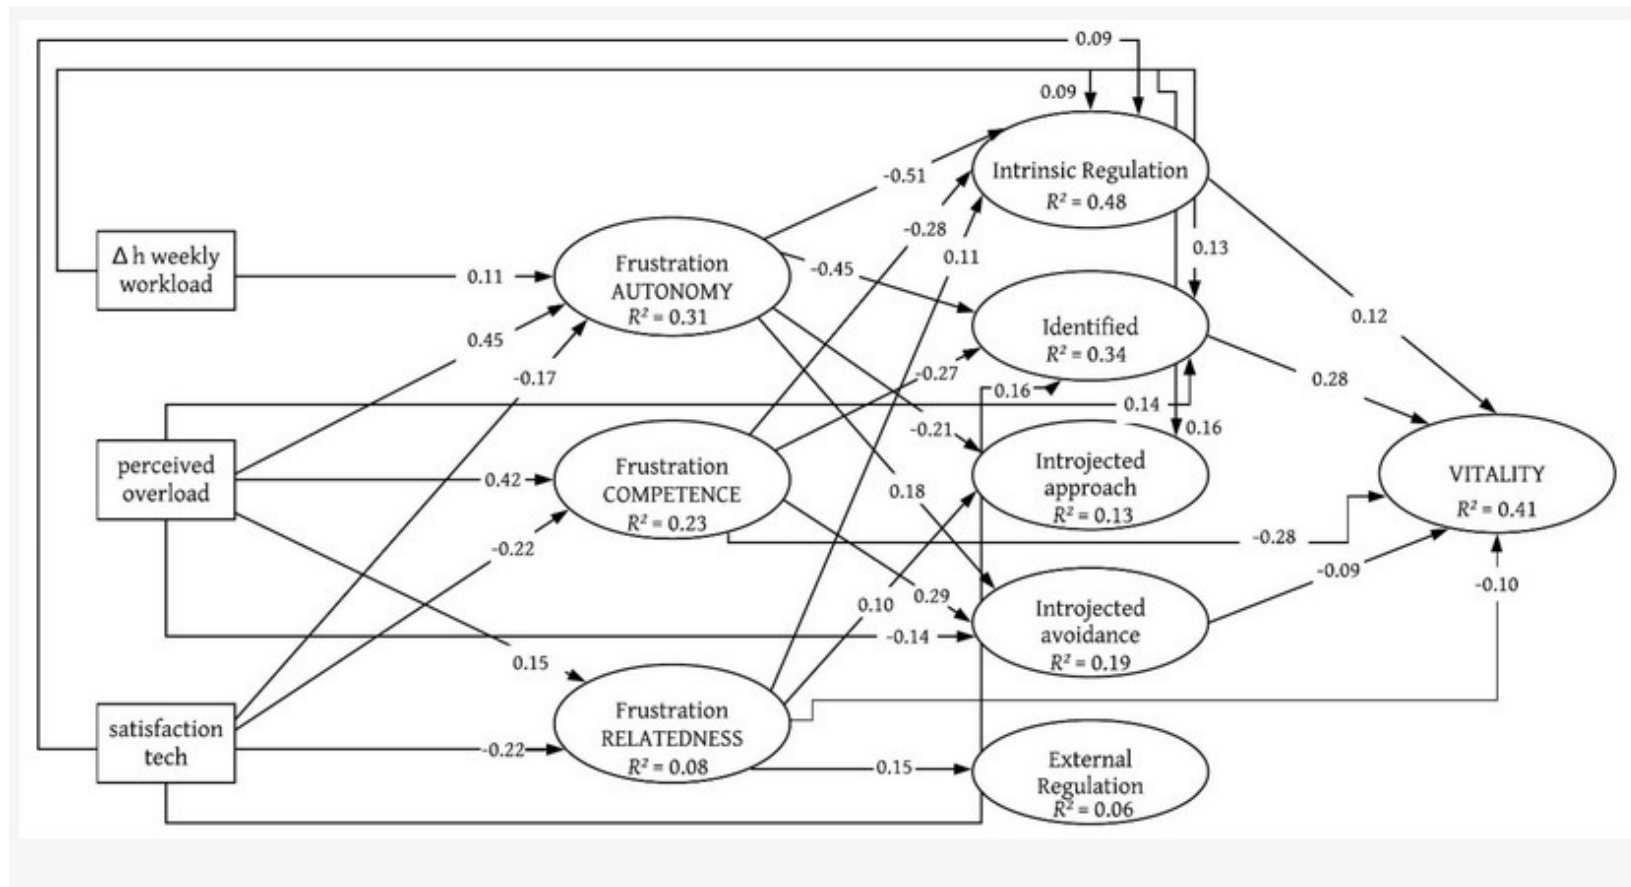 0.09
0.09
Intrinsic Regulation
R² = 0.48
-0.51
-0.28
0.11
0.13
Δ h weekly
workload
0.11
Frustration
AUTONOMY
R² = 0.31
-0.45
Identified
R² = 0.34
0.12
0.45
-0.17
-0.27
0.16
0.14
0.28
perceived
overload
0.42
Frustration
COMPETENCE
R² = 0.23
-0.21
0.16
Introjected
approach
R² = 0.13
0.18
VITALITY
R² = 0.41
-0.22
-0.28
-0.09
-0.10
0.10
0.29
Introjected
avoidance
R² = 0.19
-0.14
0.15
satisfaction
tech
-0.22
Frustration
RELATEDNESS
R² = 0.08
0.15
External
Regulation
R² = 0.06